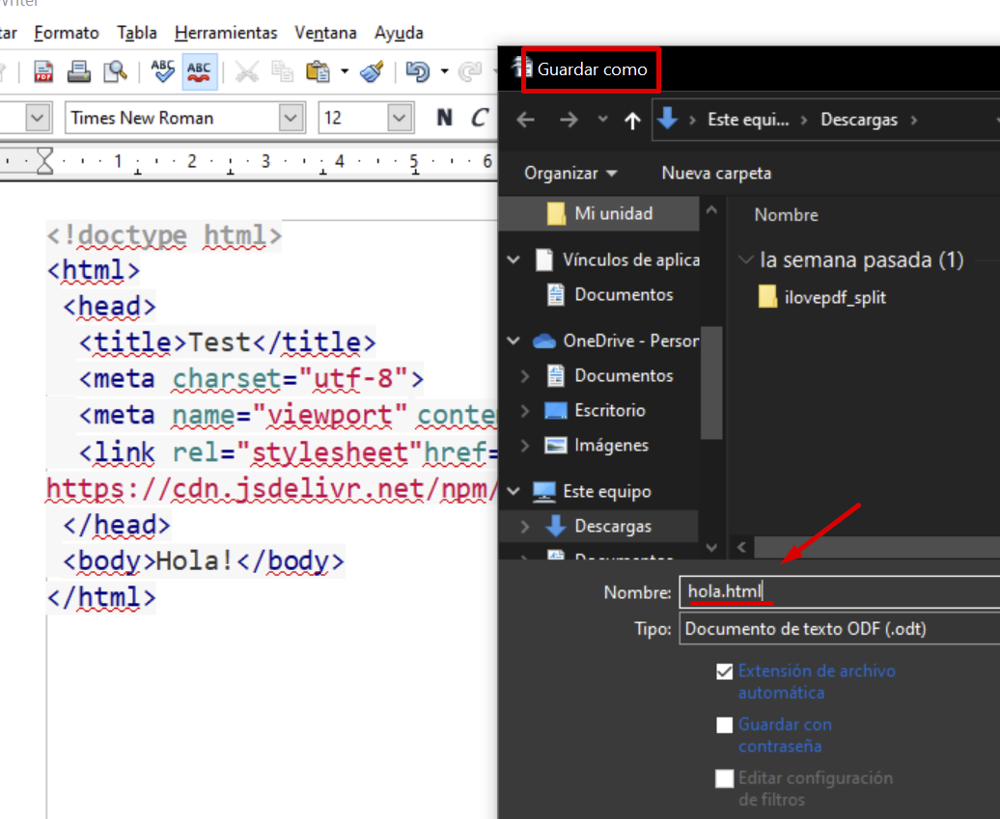 Writer
Formato Tabla Herramientas Ventana Ayuda
ABC ABC
Times New Roman 12 N C
1 2 3 4 5 6
<!doctype html>
<html>
<head>
<title>Test</title>
<meta charset="utf-8">
<meta name="viewport" conte
<link rel="stylesheet"href=
https://cdn.jsdelivr.net/npm/
</head>
<body>Hola!</body>
</html>
Guardar como
Este equi... Descargas
Organizar Nueva carpeta
Mi unidad
Vínculos de aplica
Documentos
OneDrive - Person
Documentos
Escritorio
Imágenes
Este equipo
Descargas
Documentos
Nombre
la semana pasada (1)
ilovepdf_split
Nombre: hola.html
Tipo: Documento de texto ODF (.odt)
Extensión de archivo
automática
Guardar con
contraseña
Editar configuración
de filtros